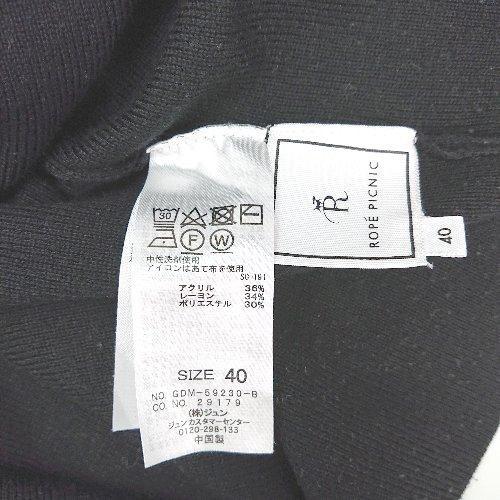 30
F W
中性洗剤使用
アイロンはあて布を使用
SO-191
アクリル 36%
レーヨン 34%
ポリエステル 30%
SIZE 40
NO. GDM-59230-B
CO. NO. 29179
(株)ジュン
ジュンカスタマーセンター
0120-298-133
中国製
R
ROPÉ PICNIC
40